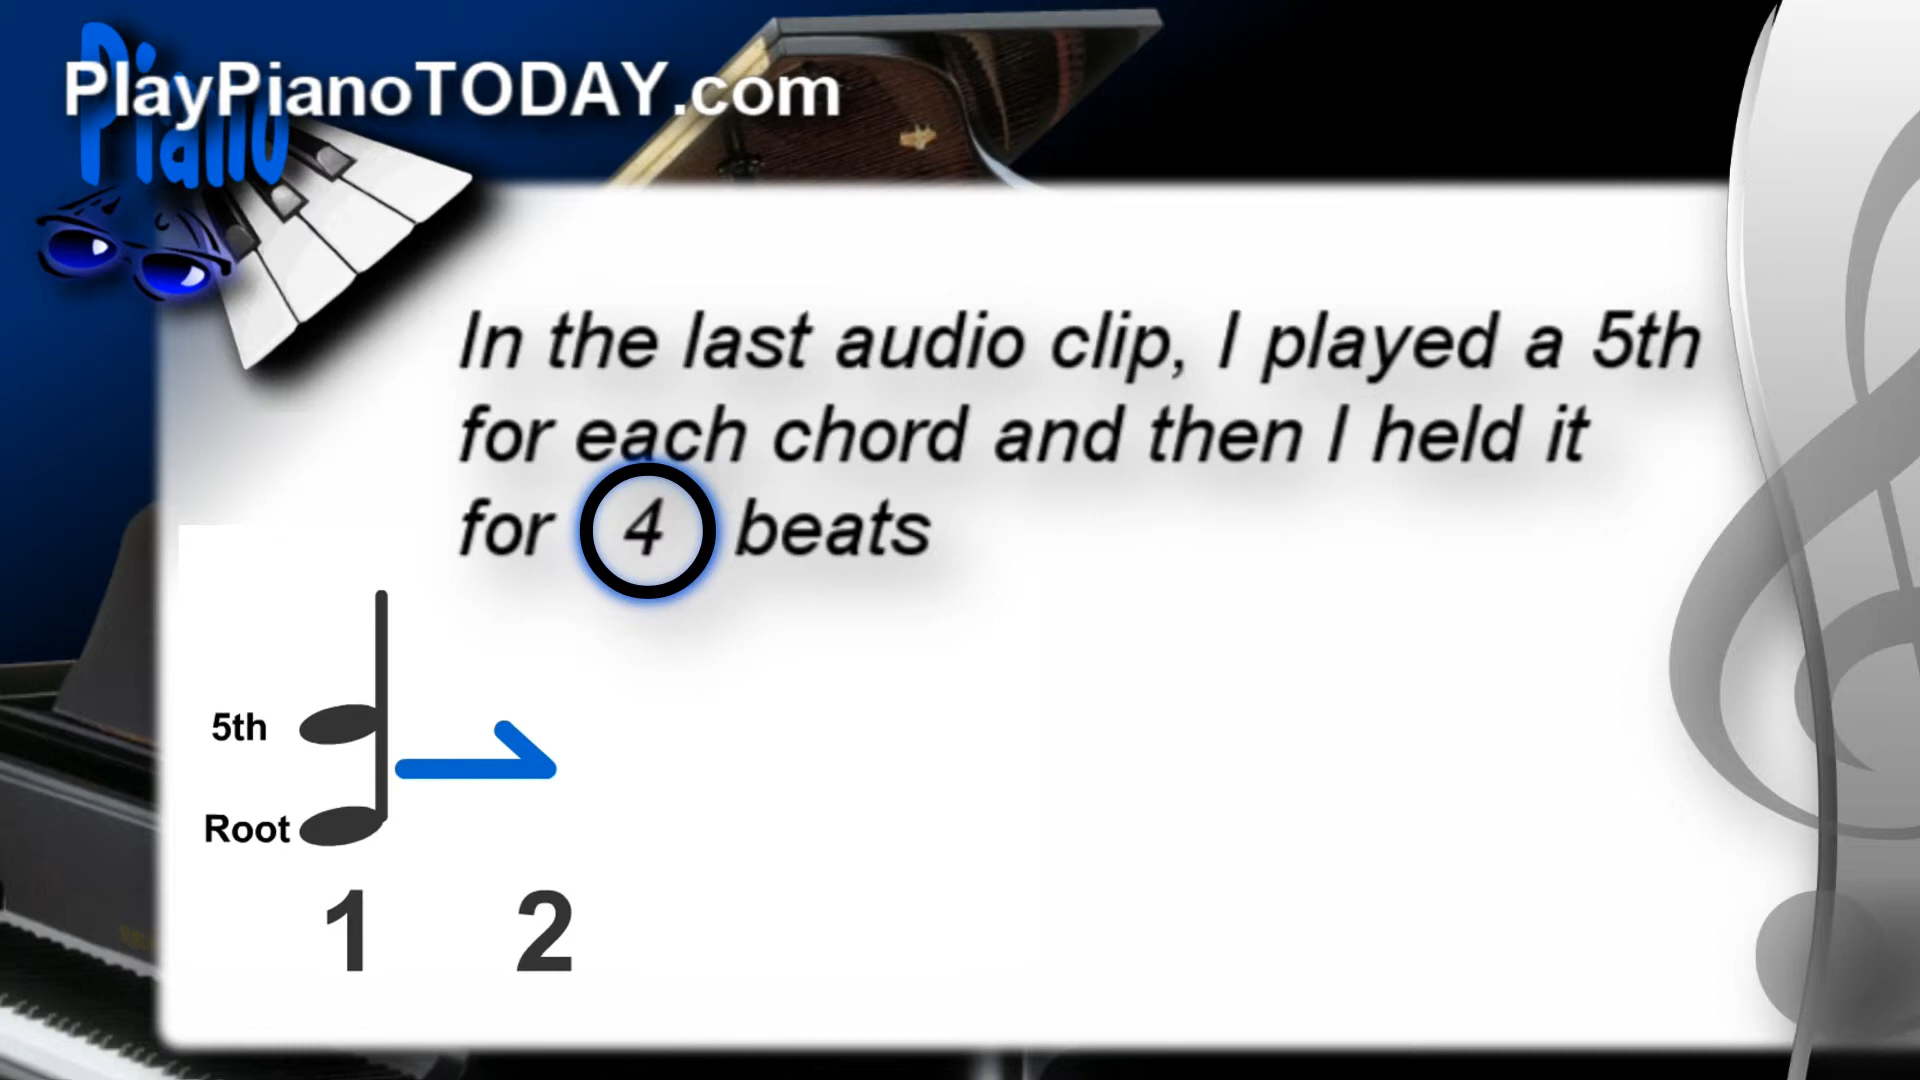 Piano
PlayPianoTODAY.com
In the last audio clip, I played a 5th
for each chord and then I held it
for 4 beats
5th
Root
1 2